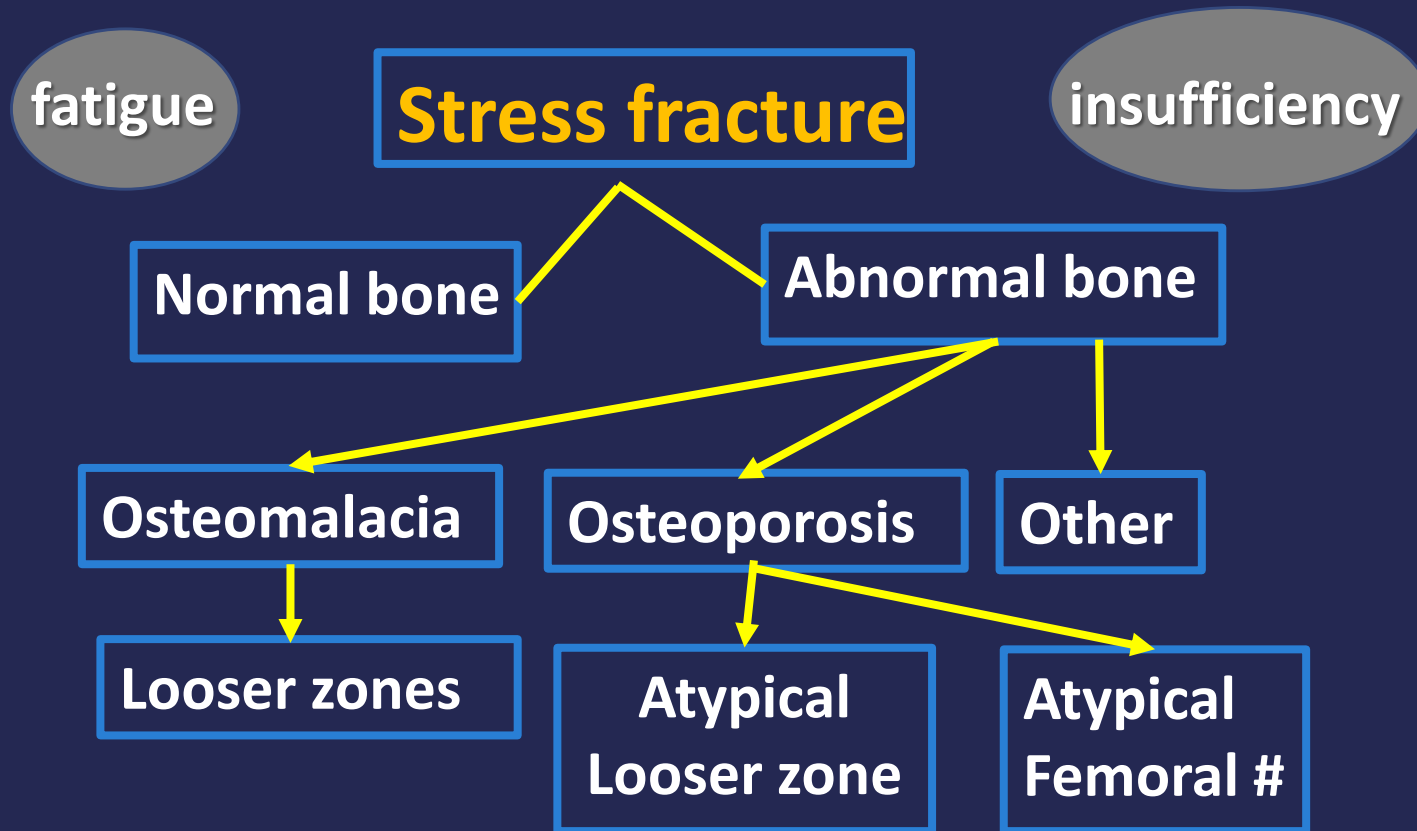 fatigue
Stress fracture
insufficiency
Normal bone
Abnormal bone
Osteomalacia
Osteoporosis
Other
Looser zones
Atypical
Looser zone
Atypical
Femoral #